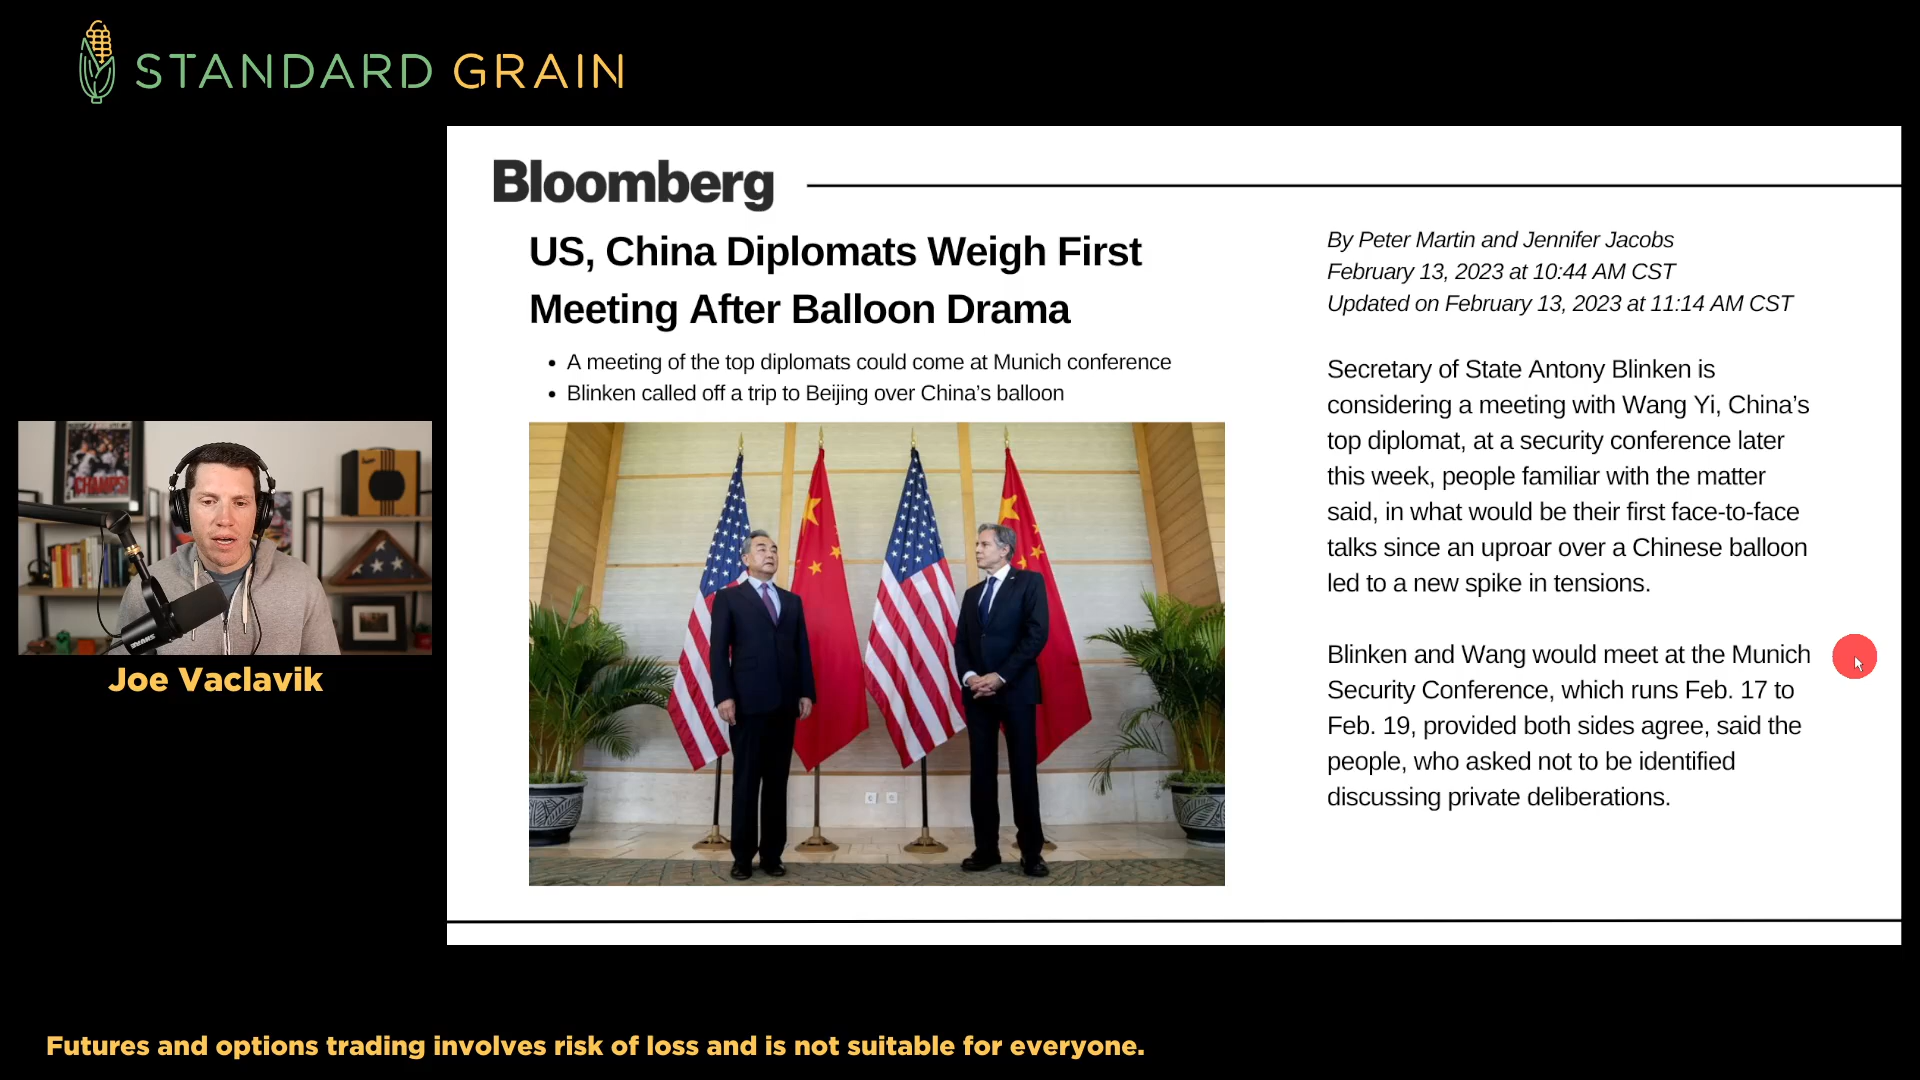 STANDARD GRAIN
Bloomberg
US, China Diplomats Weigh First
Meeting After Balloon Drama
• A meeting of the top diplomats could come at Munich conference
• Blinken called off a trip to Beijing over China’s balloon
By Peter Martin and Jennifer Jacobs
February 13, 2023 at 10:44 AM CST
Updated on February 13, 2023 at 11:14 AM CST
Secretary of State Antony Blinken is
considering a meeting with Wang Yi, China’s
top diplomat, at a security conference later
this week, people familiar with the matter
said, in what would be their first face-to-face
talks since an uproar over a Chinese balloon
led to a new spike in tensions.
Blinken and Wang would meet at the Munich
Security Conference, which runs Feb. 17 to
Feb. 19, provided both sides agree, said the
people, who asked not to be identified
discussing private deliberations.
CHAMPS!
SHURE
Joe Vaclavik
Futures and options trading involves risk of loss and is not suitable for everyone.